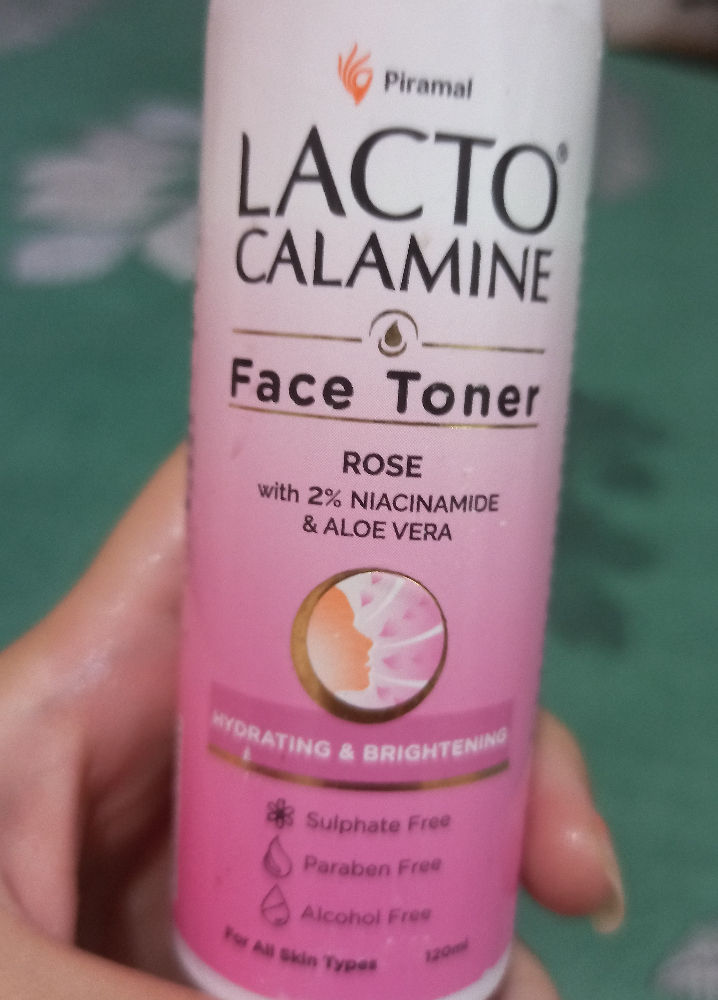 Piramal
LACTO®
CALAMINE
Face Toner
ROSE
with 2% NIACINAMIDE
& ALOE VERA
HYDRATING & BRIGHTENING
Sulphate Free
Paraben Free
Alcohol Free
For All Skin Types 120ml